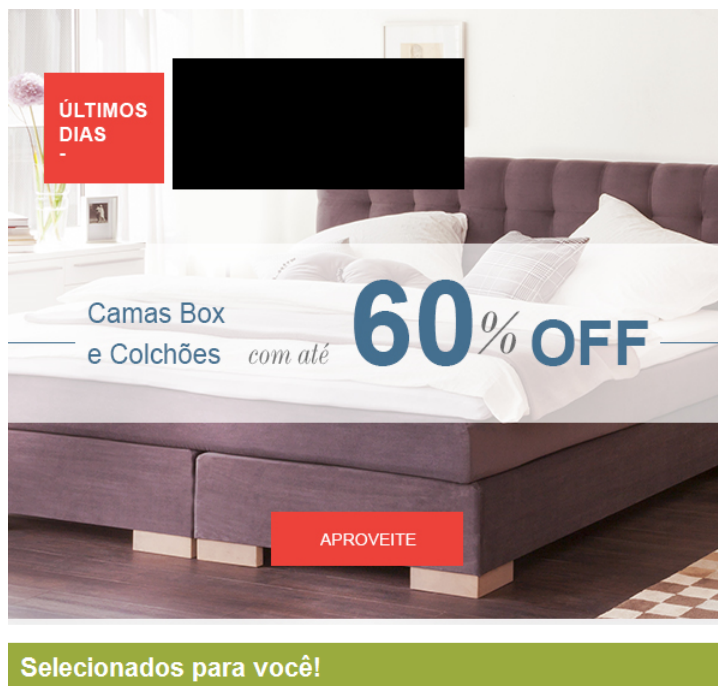 ÚLTIMOS
DIAS
-
Camas Box
e Colchões com até 60% OFF
APROVEITE
Selecionados para você!